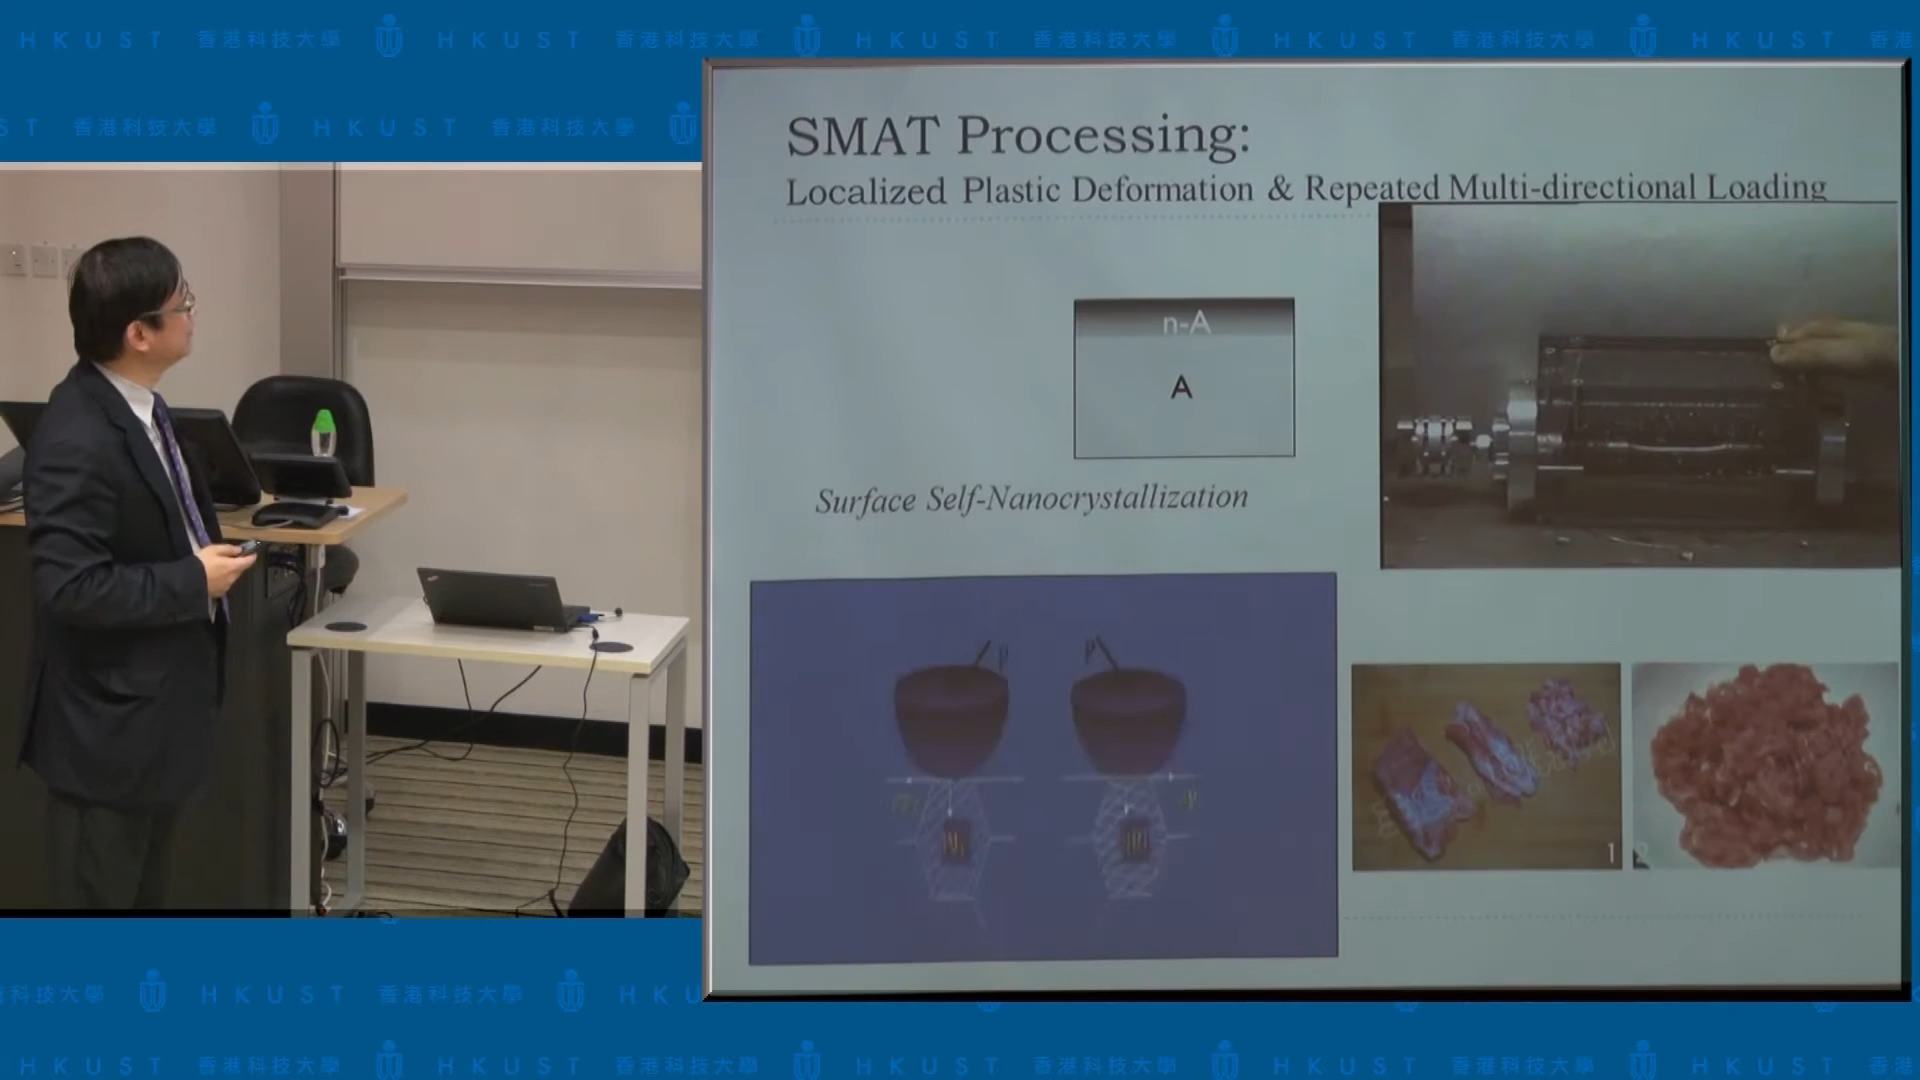 HKUST 香港科技大學 HKUST 香港科技大學 HKUST 香港科技大學 HKUST 香港科技大學 HKUST 香港
ST 香港科技大學 HKUST 香港科技大學
SMAT Processing:
Localized Plastic Deformation & Repeated Multi-directional Loading
n-A
A
Surface Self-Nanocrystallization
p p
1 2
科技大學 HKUST 香港科技大學 HKU
HKUST 香港科技大學 HKUST 香港科技大學 HKUST 香港科技大學 HKUST 香港科技大學 HKUST 香港